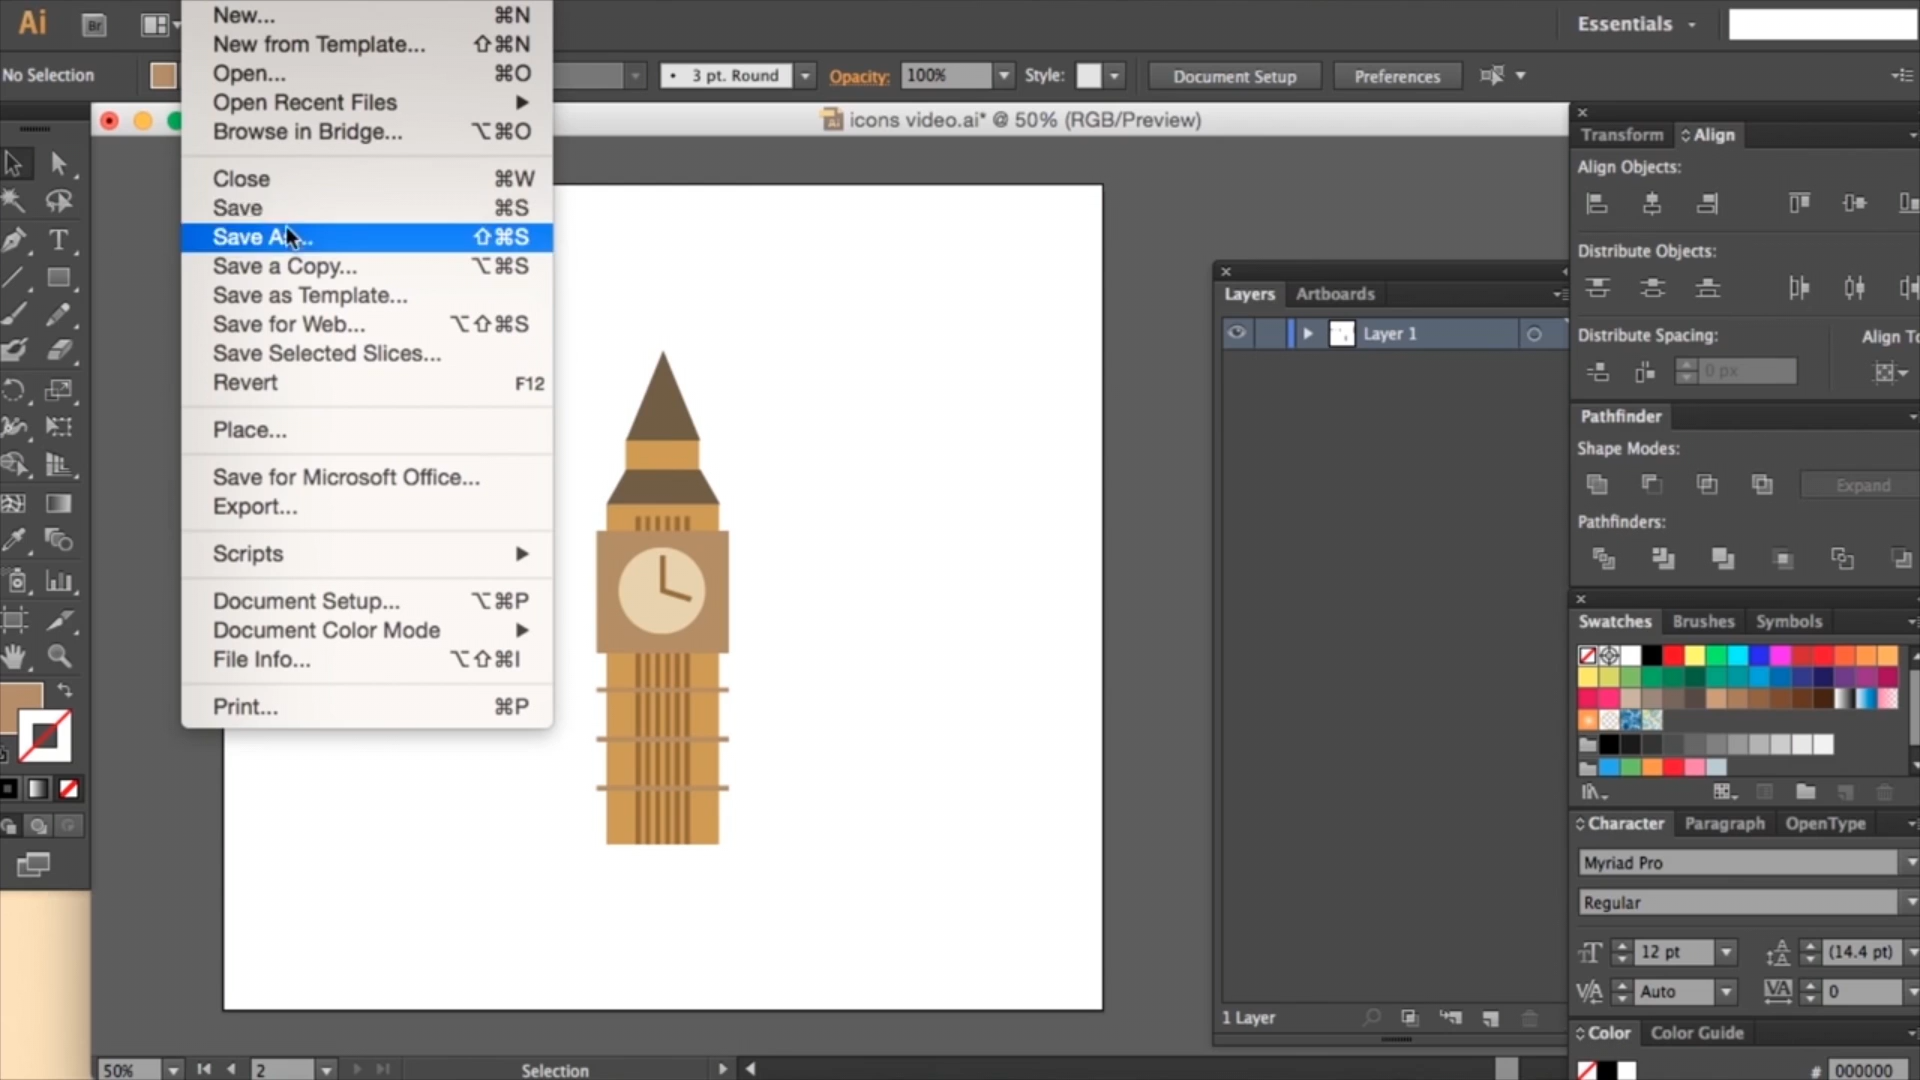 Ai
Br
Essentials
No Selection
3 pt. Round
Opacity:
100%
Style:
Document Setup
Preferences
icons video.ai* @ 50% (RGB/Preview)
New... ⌘N
New from Template... ⇧⌘N
Open... ⌘O
Open Recent Files ▶
Browse in Bridge... ⌥⌘O
Close ⌘W
Save ⌘S
Save As... ⇧⌘S
Save a Copy... ⌥⌘S
Save as Template...
Save for Web... ⌥⇧⌘S
Save Selected Slices...
Revert F12
Place...
Save for Microsoft Office...
Export...
Scripts ▶
Document Setup... ⌥⌘P
Document Color Mode ▶
File Info... ⌥⇧⌘I
Print... ⌘P
Layers Artboards
Layer 1
1 Layer
Transform Align
Align Objects:
Distribute Objects:
Distribute Spacing:
Align To
0 px
Pathfinder
Shape Modes:
Expand
Pathfinders:
Swatches Brushes Symbols
Character Paragraph OpenType
Myriad Pro
Regular
12 pt (14.4 pt)
Auto 0
Color Color Guide
# 000000
50% 2 Selection